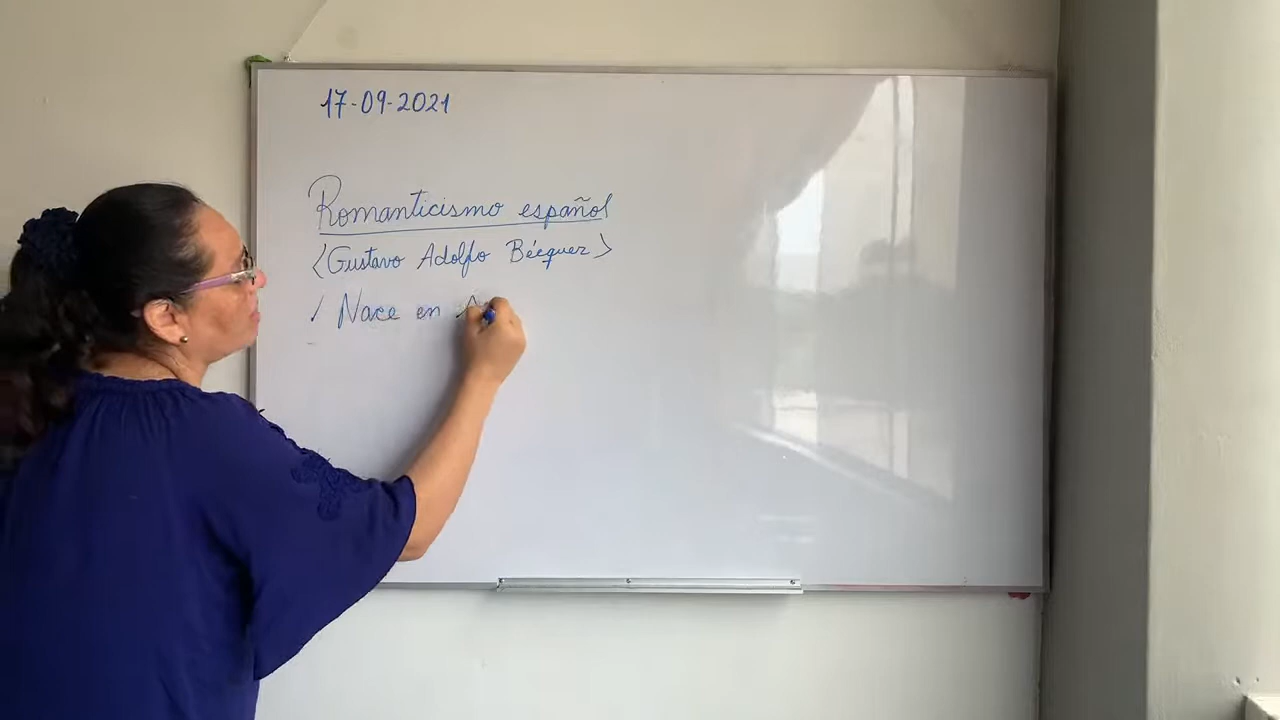 17-09-2021
Romanticismo español
(Gustavo Adolfo Bécquer)
✓ Nace en